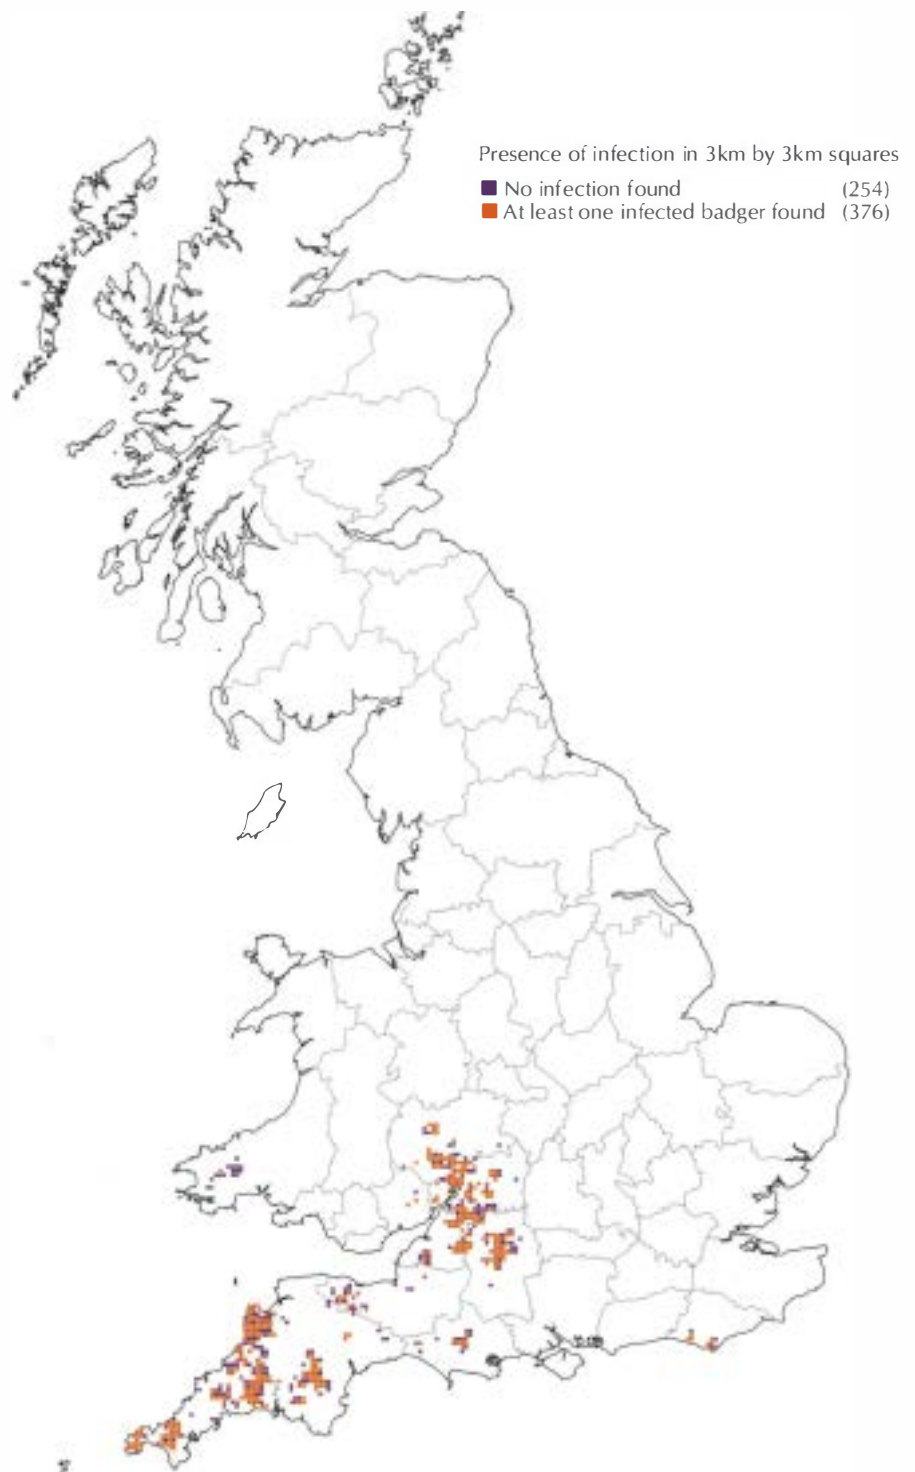 Presence of infection in 3km by 3km squares
No infection found (254)
At least one infected badger found (376)